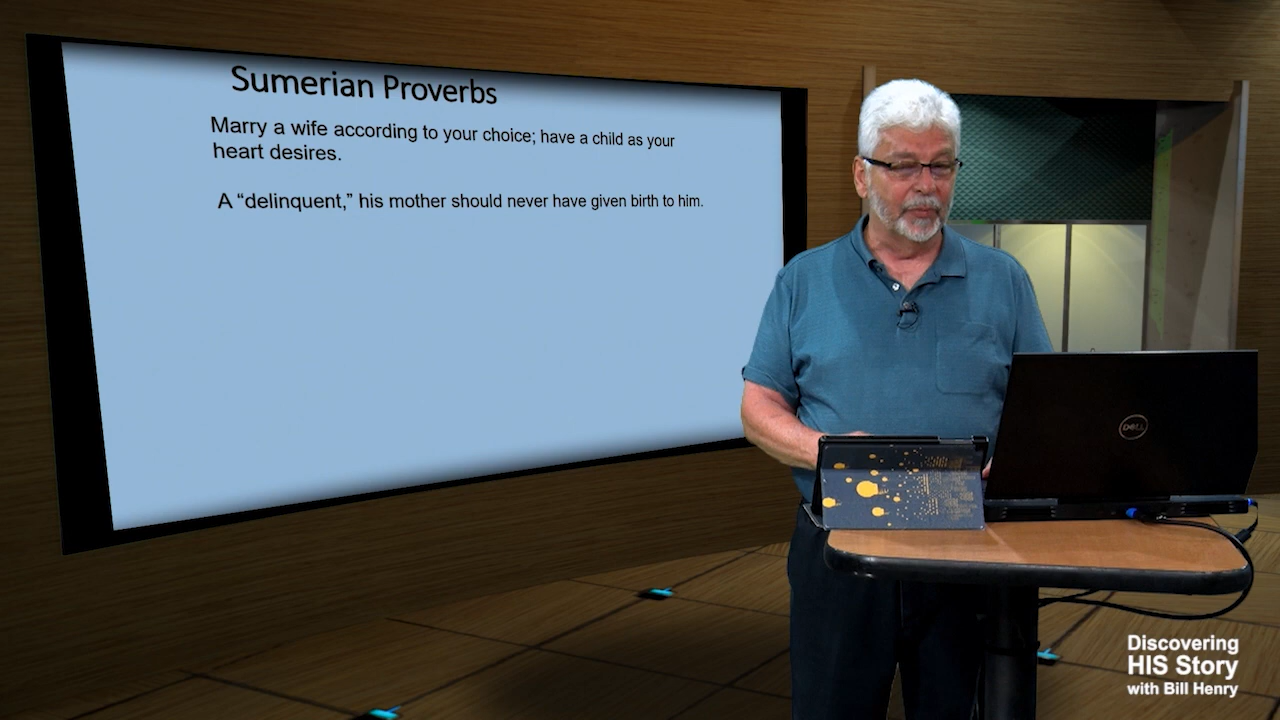 Sumerian Proverbs
Marry a wife according to your choice; have a child as your
heart desires.
A “delinquent,” his mother should never have given birth to him.
DELL
Discovering
HIS Story
with Bill Henry